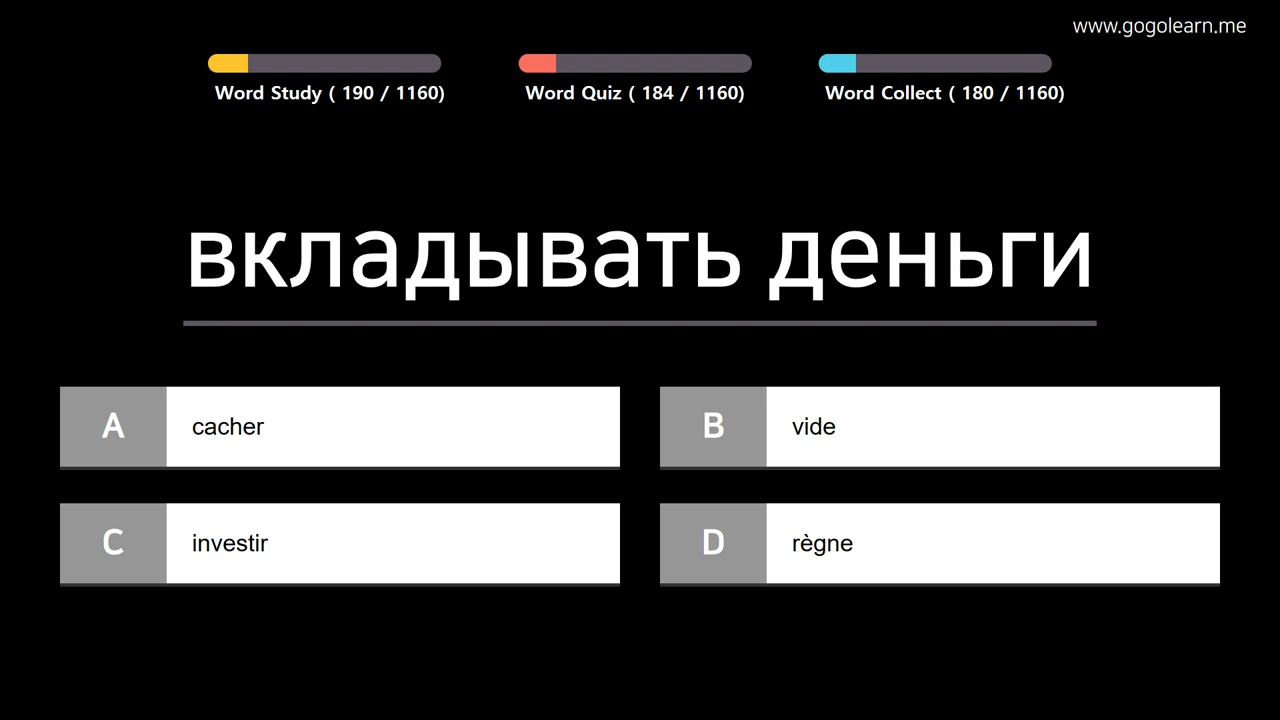 www.gogolearn.me
Word Study ( 190 / 1160)
Word Quiz ( 184 / 1160)
Word Collect ( 180 / 1160)
вкладывать деньги
A cacher
B vide
C investir
D règne